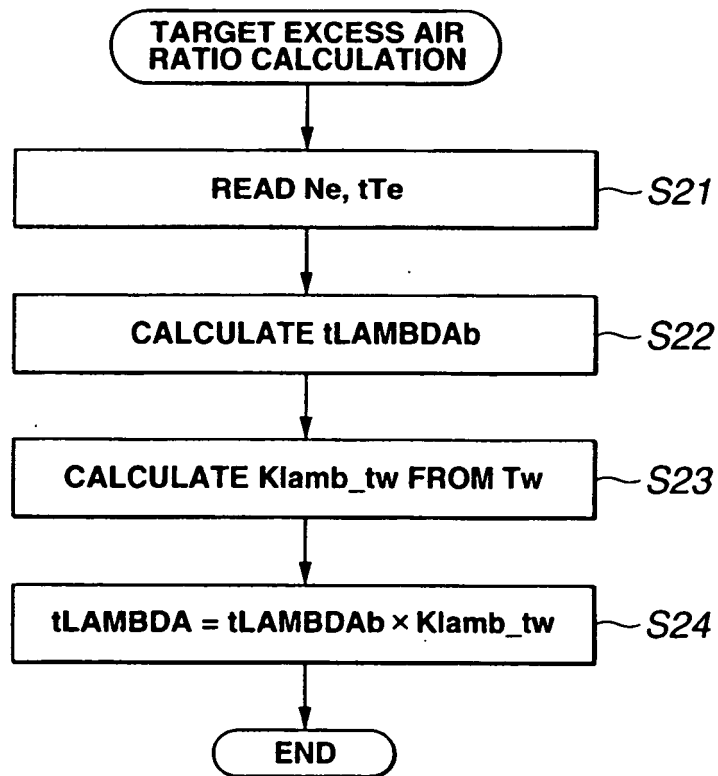 TARGET EXCESS AIR
RATIO CALCULATION
READ Ne, tTe
S21
CALCULATE tLAMBDAb
S22
CALCULATE Klamb_tw FROM Tw
S23
tLAMBDA = tLAMBDAb × Klamb_tw
S24
END